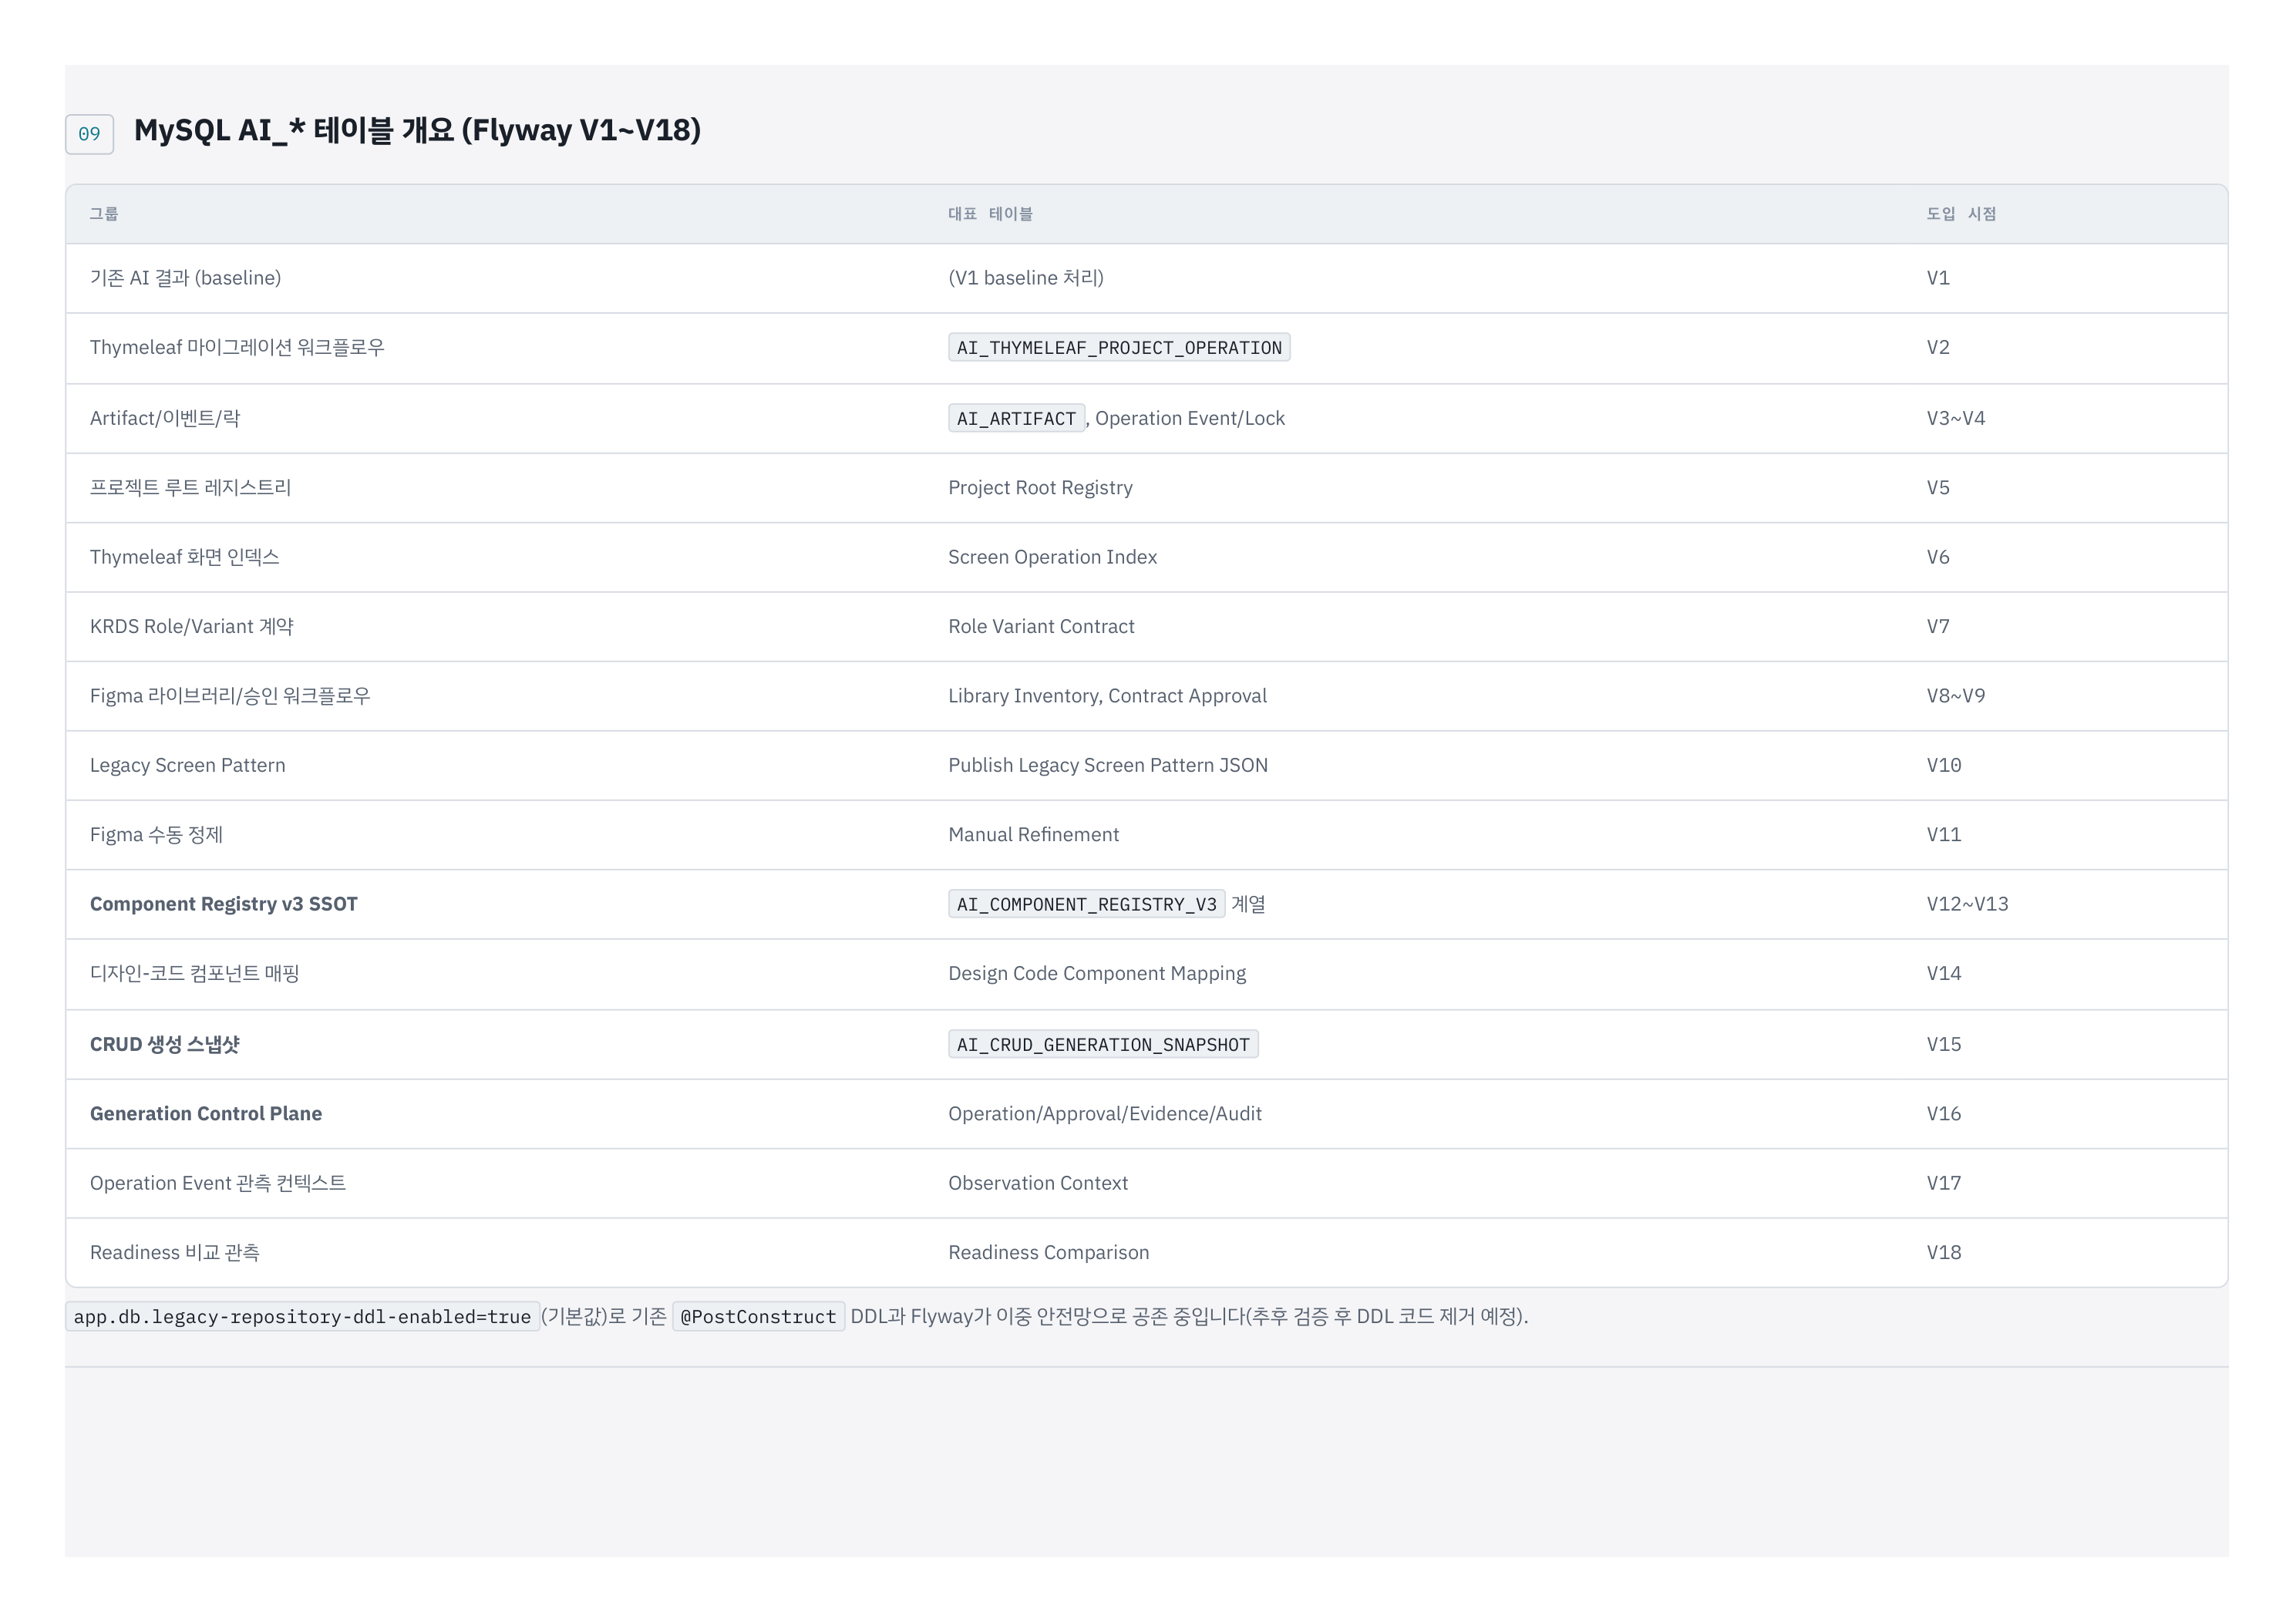 09 MySQL AI_* 테이블 개요 (Flyway V1~V18)
그룹 대표 테이블 도입 시점
기존 AI 결과 (baseline) (V1 baseline 처리) V1
Thymeleaf 마이그레이션 워크플로우 AI_THYMELEAF_PROJECT_OPERATION V2
Artifact/이벤트/락 AI_ARTIFACT, Operation Event/Lock V3~V4
프로젝트 루트 레지스트리 Project Root Registry V5
Thymeleaf 화면 인덱스 Screen Operation Index V6
KRDS Role/Variant 계약 Role Variant Contract V7
Figma 라이브러리/승인 워크플로우 Library Inventory, Contract Approval V8~V9
Legacy Screen Pattern Publish Legacy Screen Pattern JSON V10
Figma 수동 정제 Manual Refinement V11
Component Registry v3 SSOT AI_COMPONENT_REGISTRY_V3 계열 V12~V13
디자인-코드 컴포넌트 매핑 Design Code Component Mapping V14
CRUD 생성 스냅샷 AI_CRUD_GENERATION_SNAPSHOT V15
Generation Control Plane Operation/Approval/Evidence/Audit V16
Operation Event 관측 컨텍스트 Observation Context V17
Readiness 비교 관측 Readiness Comparison V18
app.db.legacy-repository-ddl-enabled=true(기본값)로 기존 @PostConstruct DDL과 Flyway가 이중 안전망으로 공존 중입니다(추후 검증 후 DDL 코드 제거 예정).